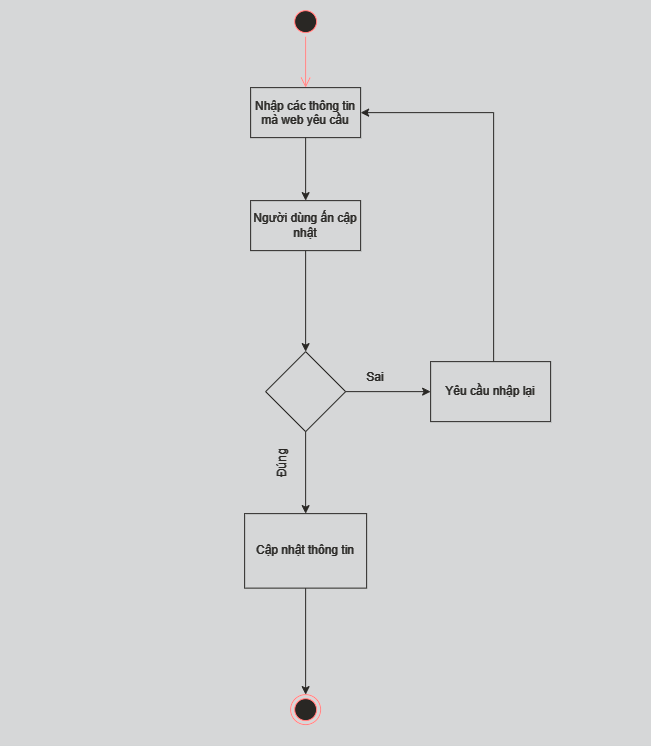 Nhập các thông tin
mà web yêu cầu
Người dùng ấn cập
nhật
Sai
Yêu cầu nhập lại
Đúng
Cập nhật thông tin